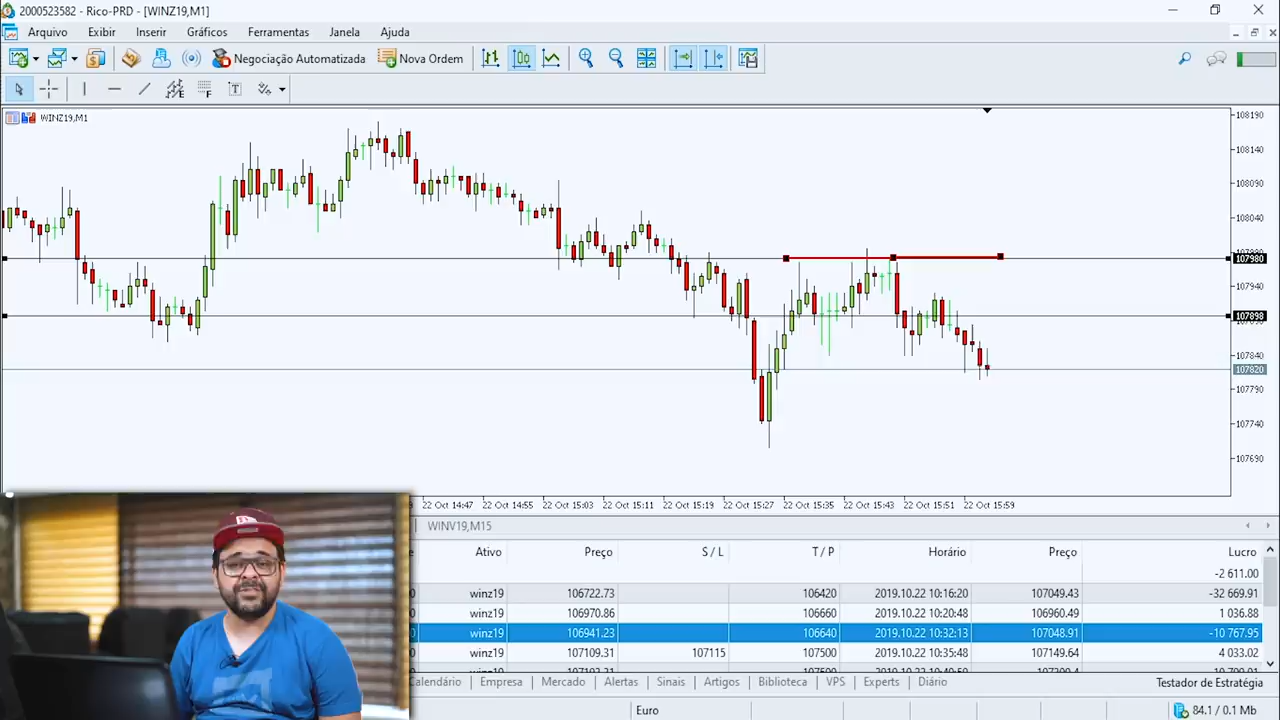 2000523582 - Rico-PRD - [WINZ19,M1]
Arquivo Exibir Inserir Gráficos Ferramentas Janela Ajuda
Negociação Automatizada Nova Ordem
E F T
WINZ19,M1
108190
108140
108090
108040
107980
107940
107898
107840
107820
107790
107740
107690
22 Oct 14:47 22 Oct 14:55 22 Oct 15:03 22 Oct 15:11 22 Oct 15:19 22 Oct 15:27 22 Oct 15:35 22 Oct 15:43 22 Oct 15:51 22 Oct 15:59
WINV19,M15
Ativo Preço S / L T / P Horário Preço Lucro
-2 611.00
winz19 106722.73 106420 2019.10.22 10:16:20 107049.43 -32 669.91
winz19 106970.86 106660 2019.10.22 10:20:48 106960.49 1 036.88
winz19 106941.23 106640 2019.10.22 10:32:13 107048.91 -10 767.95
winz19 107109.31 107115 107500 2019.10.22 10:35:48 107149.64 4 033.02
Calendário Empresa Mercado Alertas Sinais Artigos Biblioteca VPS Experts Diário Testador de Estratégia
Euro 84.1 / 0.1 Mb